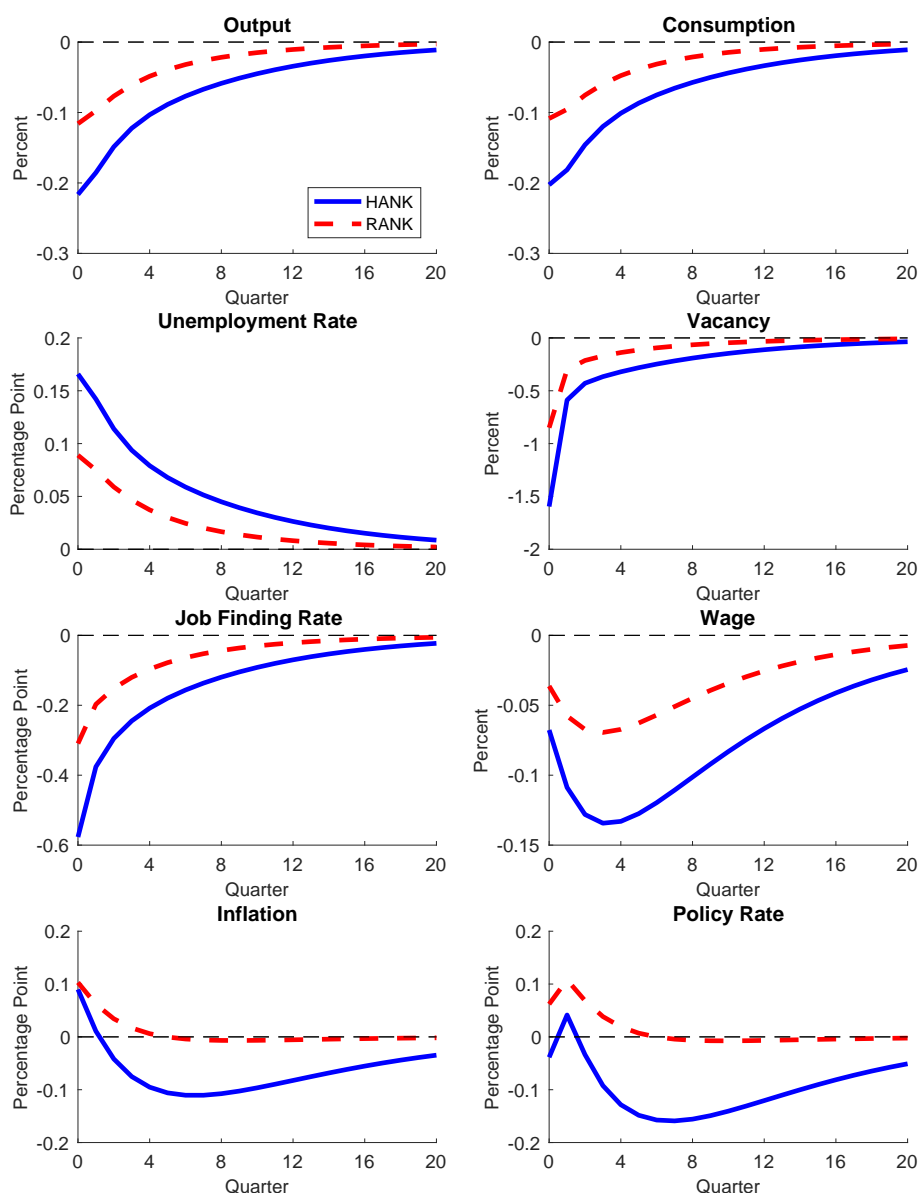 Output
Percent
0
-0.1
-0.2
-0.3
HANK
RANK
0 4 8 12 16 20
Quarter
Consumption
Percent
0
-0.1
-0.2
-0.3
0 4 8 12 16 20
Quarter
Unemployment Rate
Percentage Point
0.2
0.15
0.1
0.05
0
0 4 8 12 16 20
Quarter
Vacancy
Percent
0
-0.5
-1
-1.5
-2
0 4 8 12 16 20
Quarter
Job Finding Rate
Percentage Point
0
-0.2
-0.4
-0.6
0 4 8 12 16 20
Quarter
Wage
Percent
0
-0.05
-0.1
-0.15
0 4 8 12 16 20
Quarter
Inflation
Percentage Point
0.2
0.1
0
-0.1
-0.2
0 4 8 12 16 20
Quarter
Policy Rate
Percentage Point
0.2
0.1
0
-0.1
-0.2
0 4 8 12 16 20
Quarter